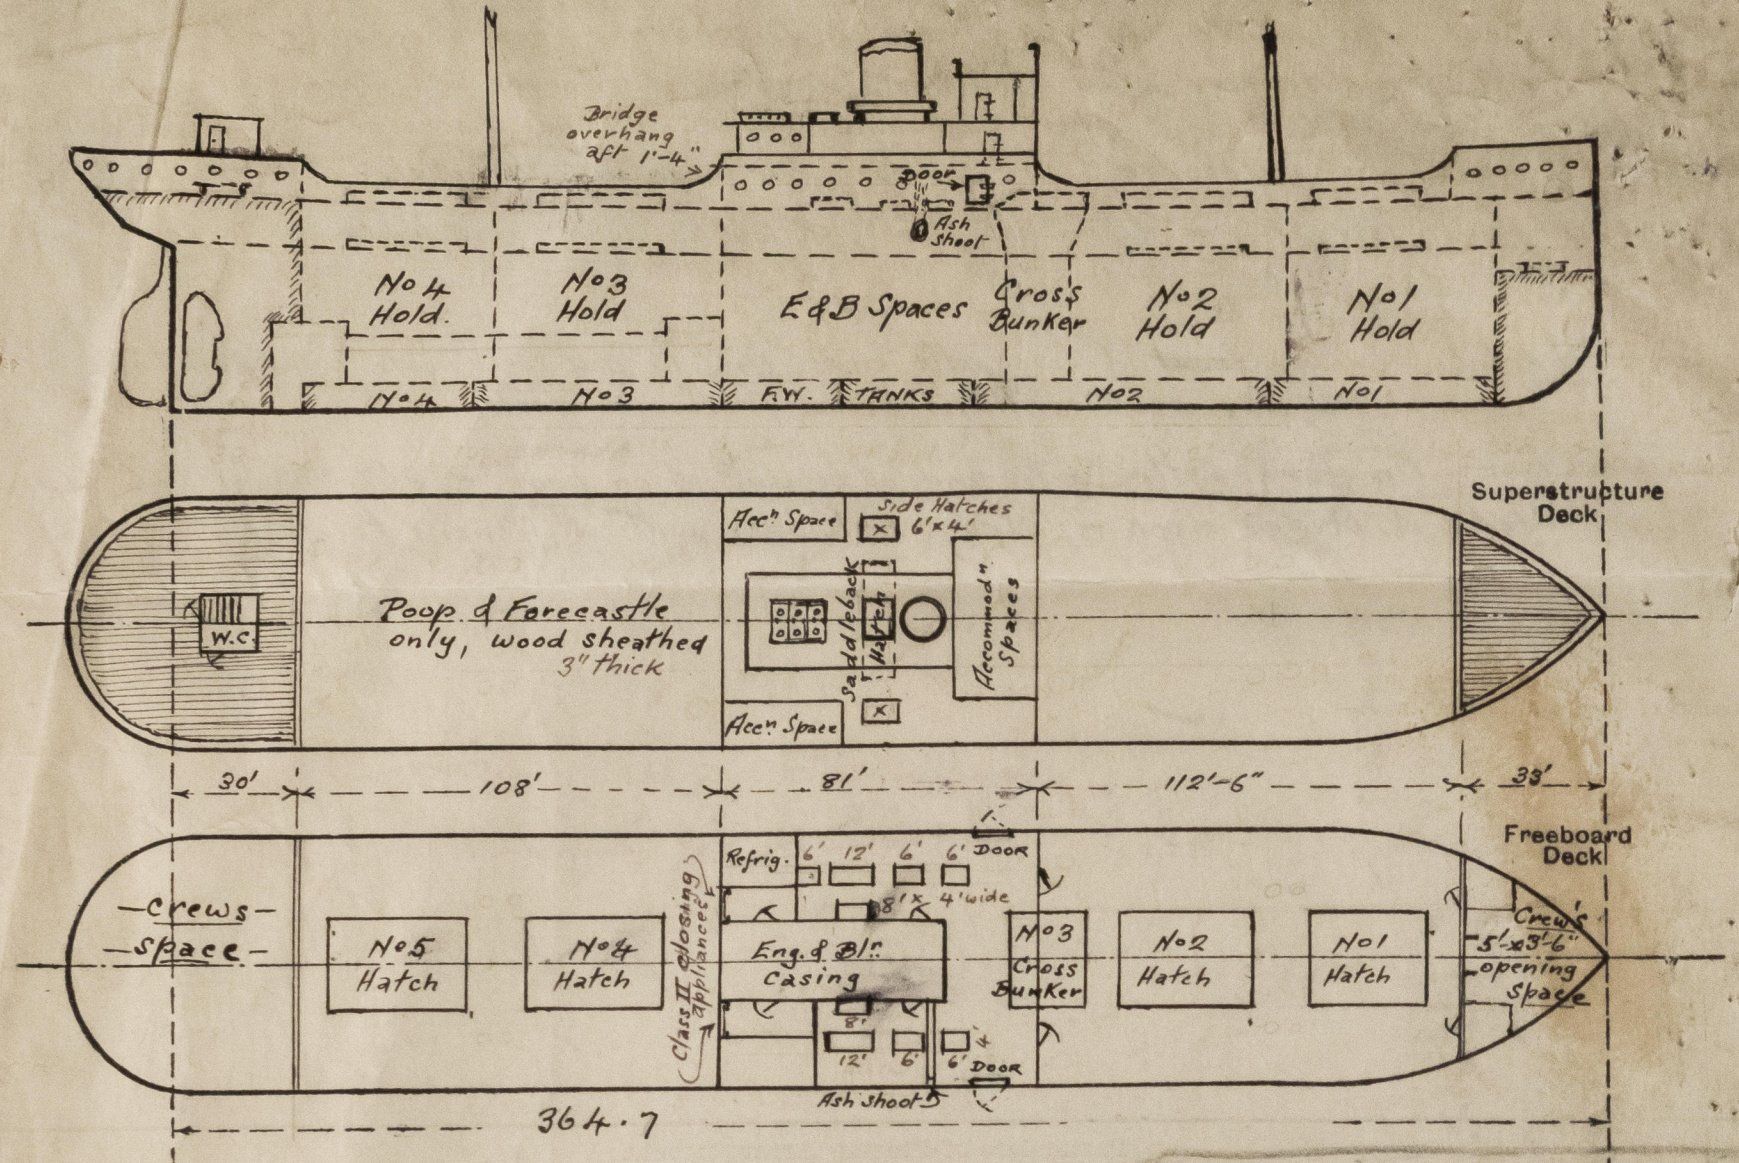 Bridge
overhang
aft 1'-4"
Door
Ash
shoot
No 4
Hold.
No 3
Hold
E & B Spaces
Cross
Bunker
No 2
Hold
No 1
Hold
No 4
No 3
F.W.
TANKS
No 2
No 1
Superstructure
Deck
Accn Space
Side Hatches
6' x 4'
x
W.C.
Poop & Forecastle
only, wood sheathed
3" thick
Saddleback
Hatch
Accommodn
Spaces
Accn Space
x
30'
108'
81'
112'-6"
33'
Freeboard
Deck
Refrig.
6'
12'
6'
6'
DOOR
8' x 4' wide
Crews
space
No 5
Hatch
No 4
Hatch
Class II closing
appliances
Eng. & Blr.
Casing
No 3
Cross
Bunker
No 2
Hatch
No 1
Hatch
Crew's
5'-x3'-6"
opening
Space
8'
12'
6'
6'
4'
DOOR
Ash shoot
364.7